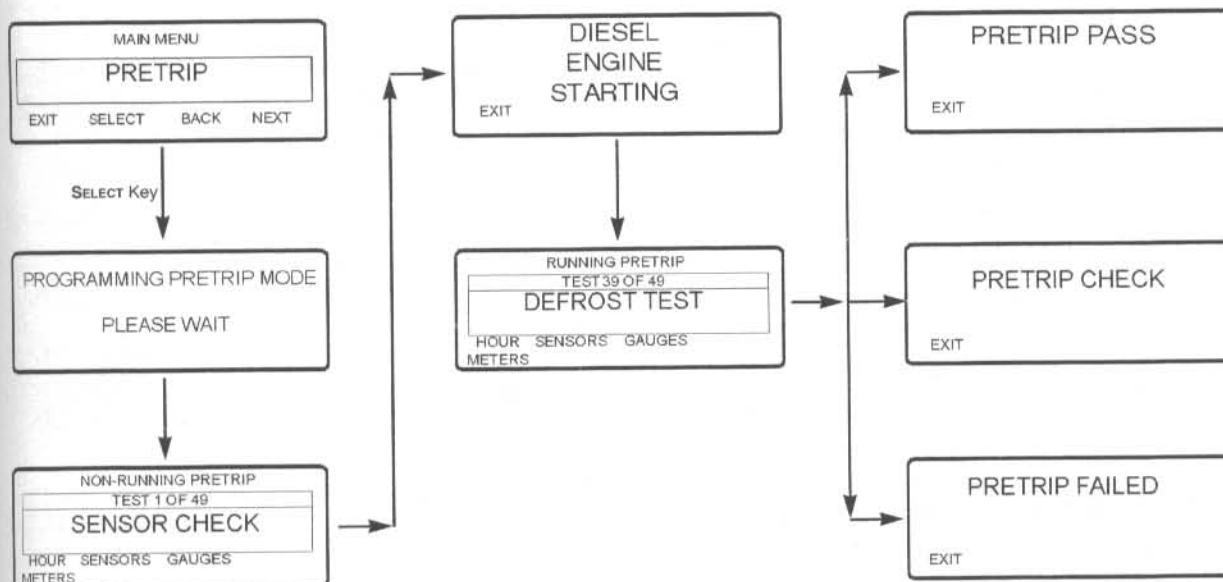 MAIN MENU
PRETRIP
EXIT SELECT BACK NEXT
SELECT Key
PROGRAMMING PRETRIP MODE
PLEASE WAIT
NON-RUNNING PRETRIP
TEST 1 OF 49
SENSOR CHECK
HOUR SENSORS GAUGES
METERS
DIESEL
ENGINE
STARTING
EXIT
RUNNING PRETRIP
TEST 39 OF 49
DEFROST TEST
HOUR SENSORS GAUGES
METERS
PRETRIP PASS
EXIT
PRETRIP CHECK
EXIT
PRETRIP FAILED
EXIT